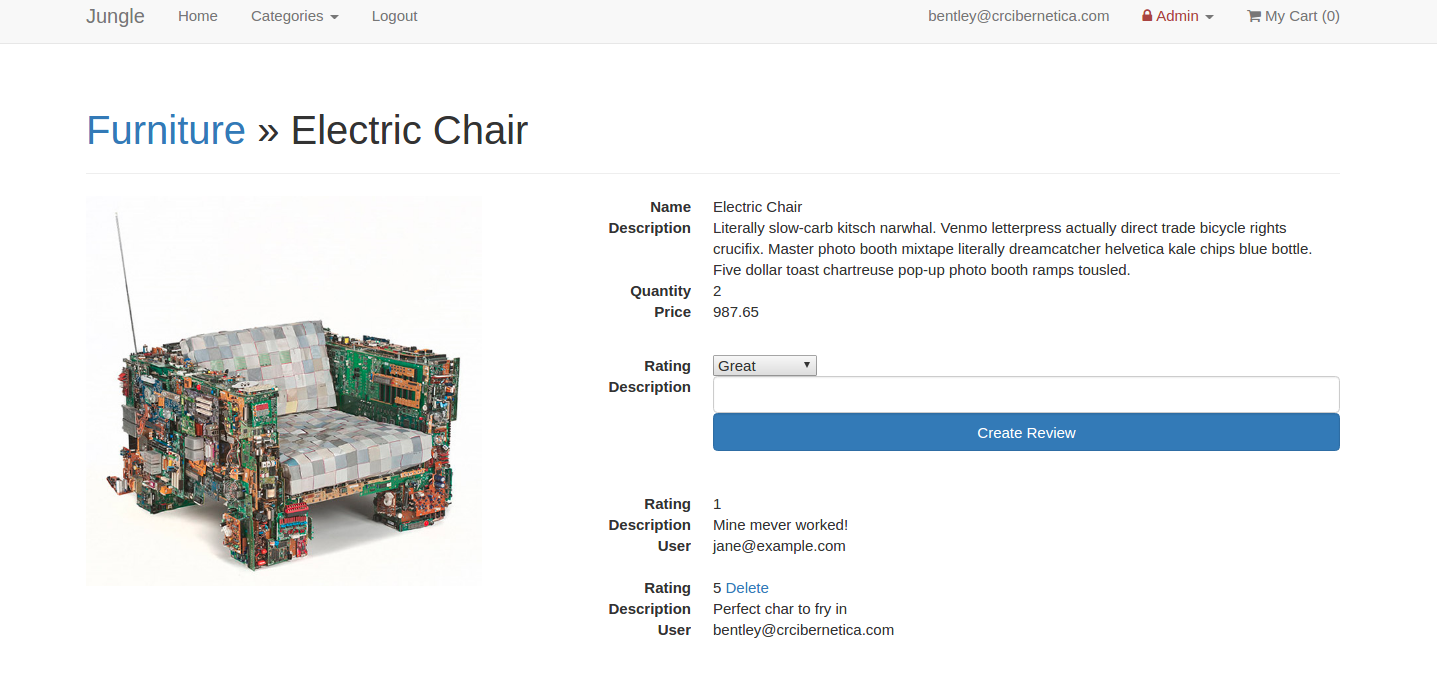 Jungle Home Categories Logout bentley@crcibernetica.com Admin My Cart (0)
Furniture » Electric Chair
Name Electric Chair
Description Literally slow-carb kitsch narwhal. Venmo letterpress actually direct trade bicycle rights
crucifix. Master photo booth mixtape literally dreamcatcher helvetica kale chips blue bottle.
Five dollar toast chartreuse pop-up photo booth ramps tousled.
Quantity 2
Price 987.65
Rating Great
Description
Create Review
Rating 1
Description Mine mever worked!
User jane@example.com
Rating 5 Delete
Description Perfect char to fry in
User bentley@crcibernetica.com